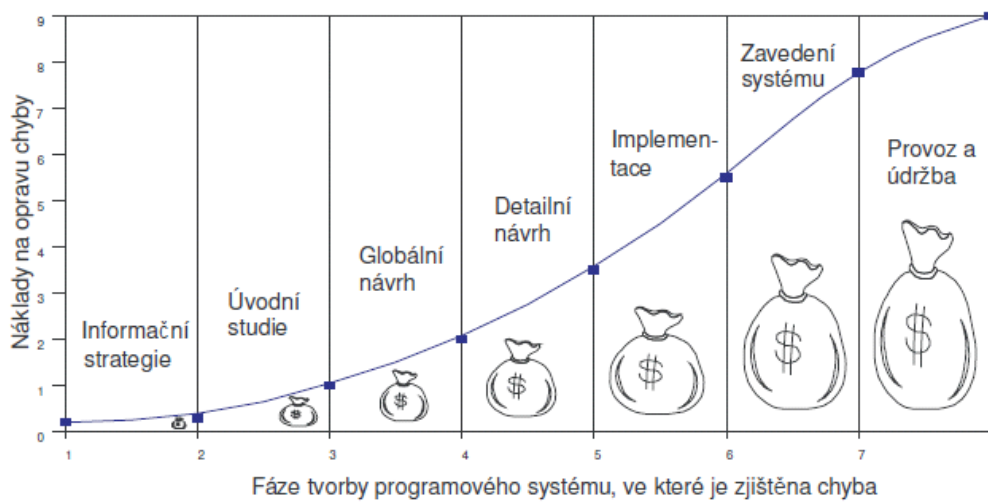 9
8
7
6
5
4
3
2
1
0
Náklady na opravu chyby
Informační
strategie
Úvodní
studie
Globální
návrh
Detailní
návrh
Implemen-
tace
Zavedení
systému
Provoz a
údržba
$
$
$
$
$
$
$
1
2
3
4
5
6
7
Fáze tvorby programového systému, ve které je zjištěna chyba